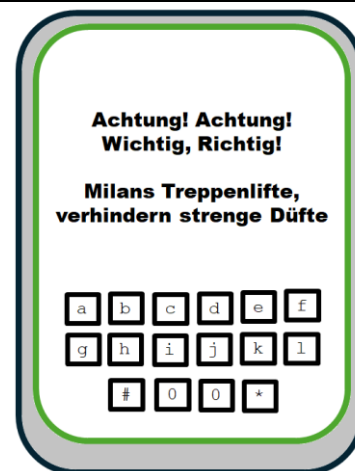 Achtung! Achtung!
Wichtig, Richtig!
Milans Treppenlifte,
verhindern strenge Düfte
a b c d e f
g h i j k l
# 0 0 *